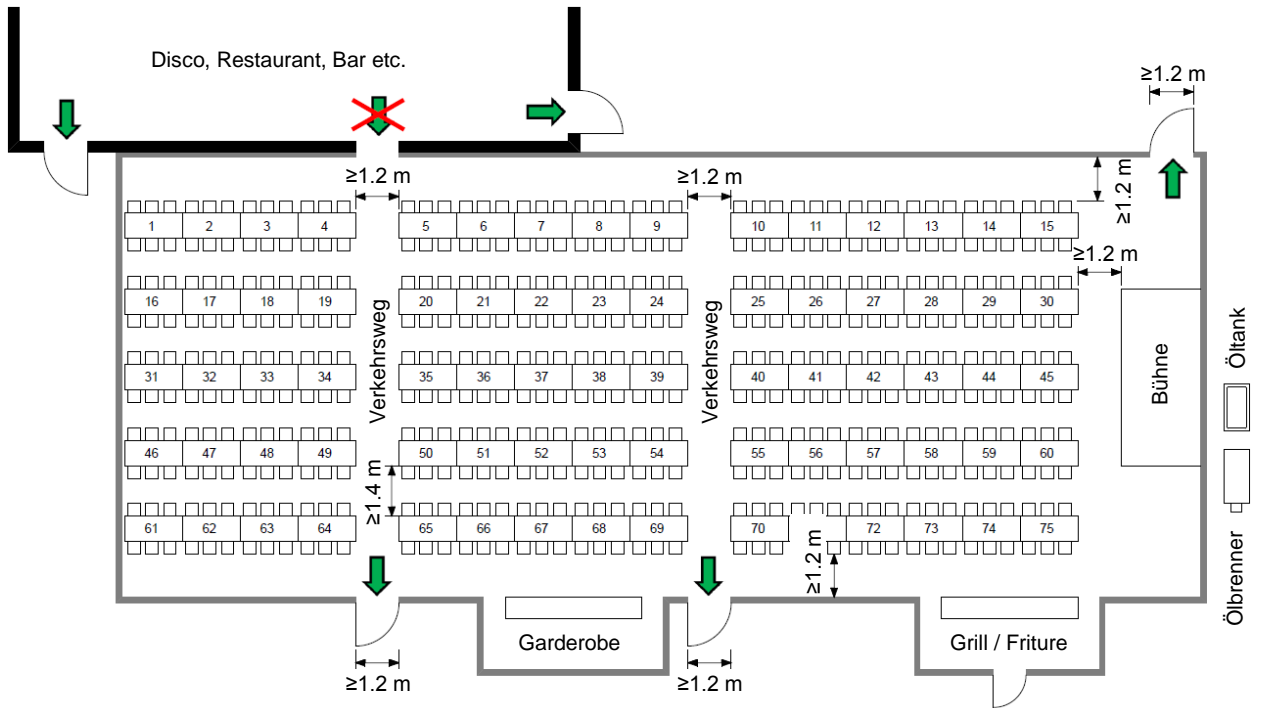 Disco, Restaurant, Bar etc.
≥1.2 m
≥1.2 m
≥1.2 m
≥1.2 m
1 2 3 4 5 6 7 8 9 10 11 12 13 14 15
≥1.2 m
16 17 18 19 20 21 22 23 24 25 26 27 28 29 30
Verkehrsweg
Verkehrsweg
Bühne
Öltank
31 32 33 34 35 36 37 38 39 40 41 42 43 44 45
46 47 48 49 50 51 52 53 54 55 56 57 58 59 60
≥1.4 m
61 62 63 64 65 66 67 68 69 70 72 73 74 75
≥1.2 m
Ölbrenner
Garderobe
Grill / Friture
≥1.2 m
≥1.2 m